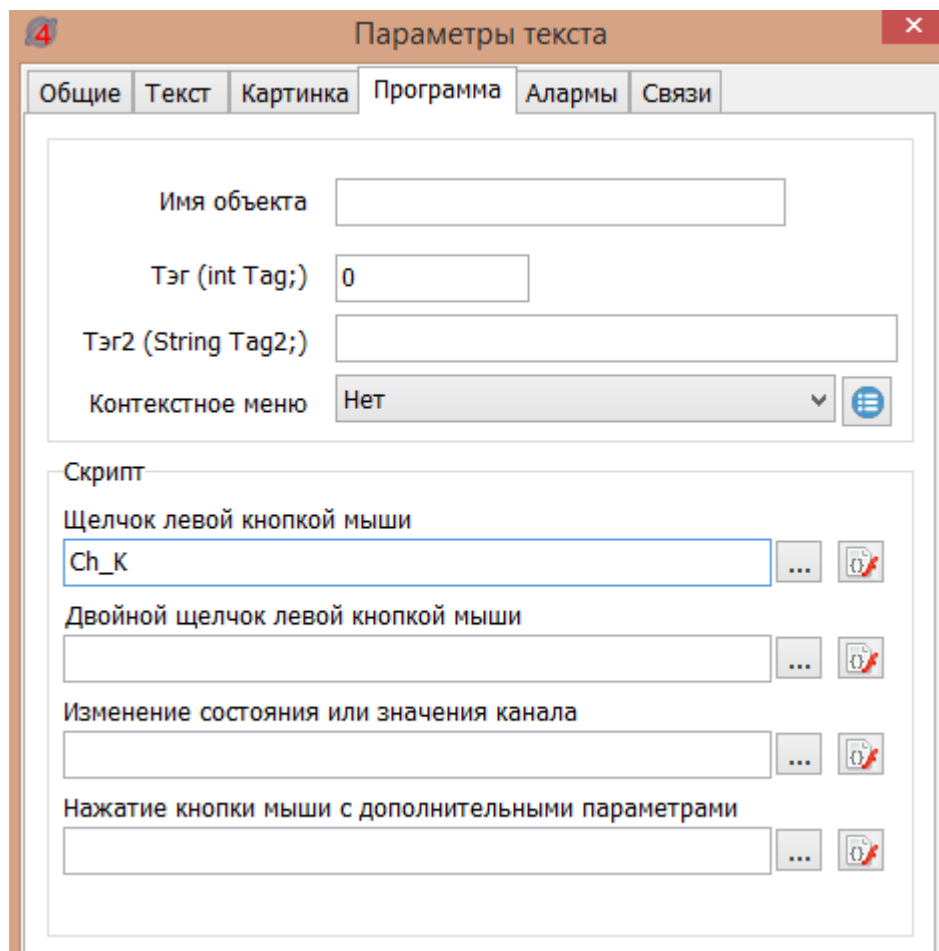 4 Параметры текста ×
Общие Текст Картинка Программа Алармы Связи
Имя объекта
Тэг (int Tag;) 0
Тэг2 (String Tag2;)
Контекстное меню Нет
Скрипт
Щелчок левой кнопкой мыши
Ch_K ... {}
Двойной щелчок левой кнопкой мыши
... {}
Изменение состояния или значения канала
... {}
Нажатие кнопки мыши с дополнительными параметрами
... {}